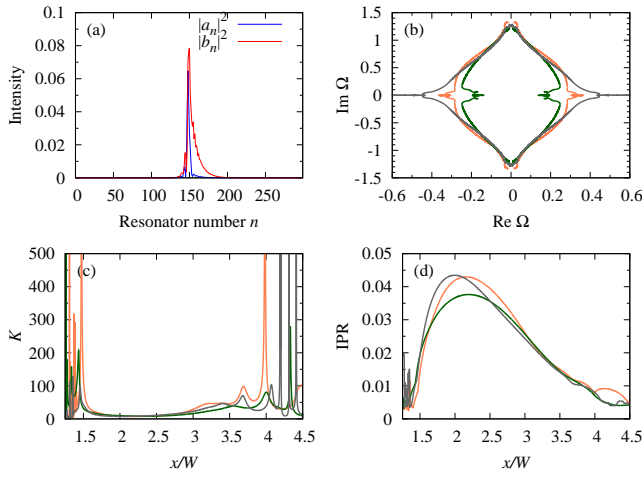 (a)
|a_n|^2
|b_n|^2
Intensity
0.1
0.08
0.06
0.04
0.02
0
0 50 100 150 200 250
Resonator number n
(b)
Im Ω
1.5
1
0.5
0
-0.5
-1
-1.5
-0.6 -0.4 -0.2 0 0.2 0.4 0.6
Re Ω
(c)
K
500
400
300
200
100
0
1.5 2 2.5 3 3.5 4 4.5
x/W
(d)
IPR
0.05
0.04
0.03
0.02
0.01
0
1.5 2 2.5 3 3.5 4 4.5
x/W